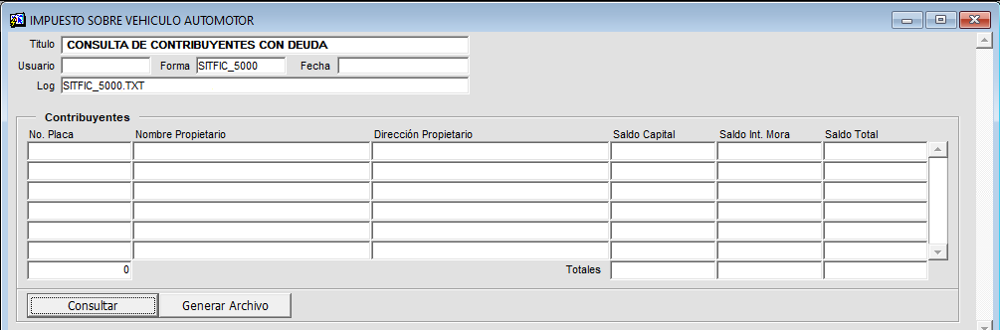 IMPUESTO SOBRE VEHICULO AUTOMOTOR
Titulo CONSULTA DE CONTRIBUYENTES CON DEUDA
Usuario Forma SITFIC_5000 Fecha
Log SITFIC_5000.TXT
Contribuyentes
No. Placa Nombre Propietario Dirección Propietario Saldo Capital Saldo Int. Mora Saldo Total
0 Totales
Consultar Generar Archivo